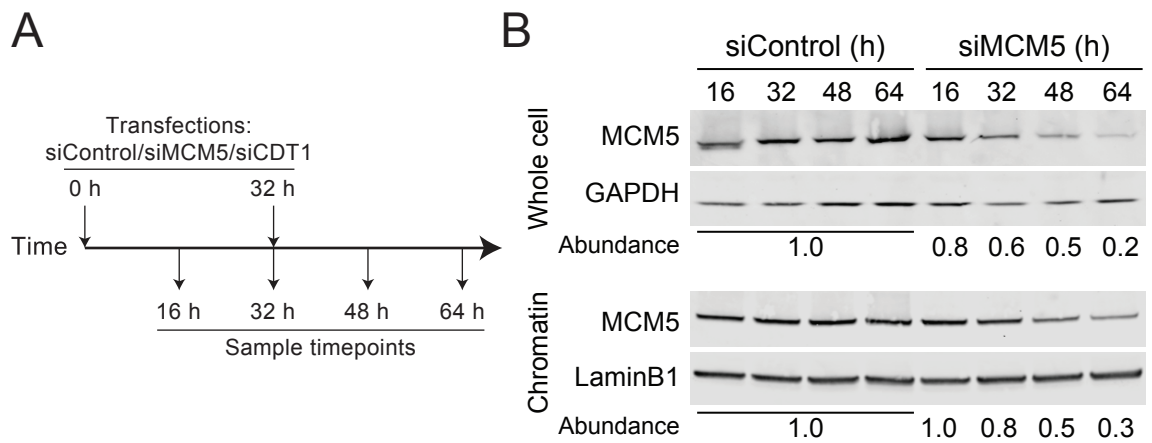 A
Transfections:
siControl/siMCM5/siCDT1
0 h 32 h
Time
16 h 32 h 48 h 64 h
Sample timepoints
B
siControl (h) siMCM5 (h)
16 32 48 64 16 32 48 64
Whole cell
MCM5
GAPDH
Abundance 1.0 0.8 0.6 0.5 0.2
Chromatin
MCM5
LaminB1
Abundance 1.0 1.0 0.8 0.5 0.3